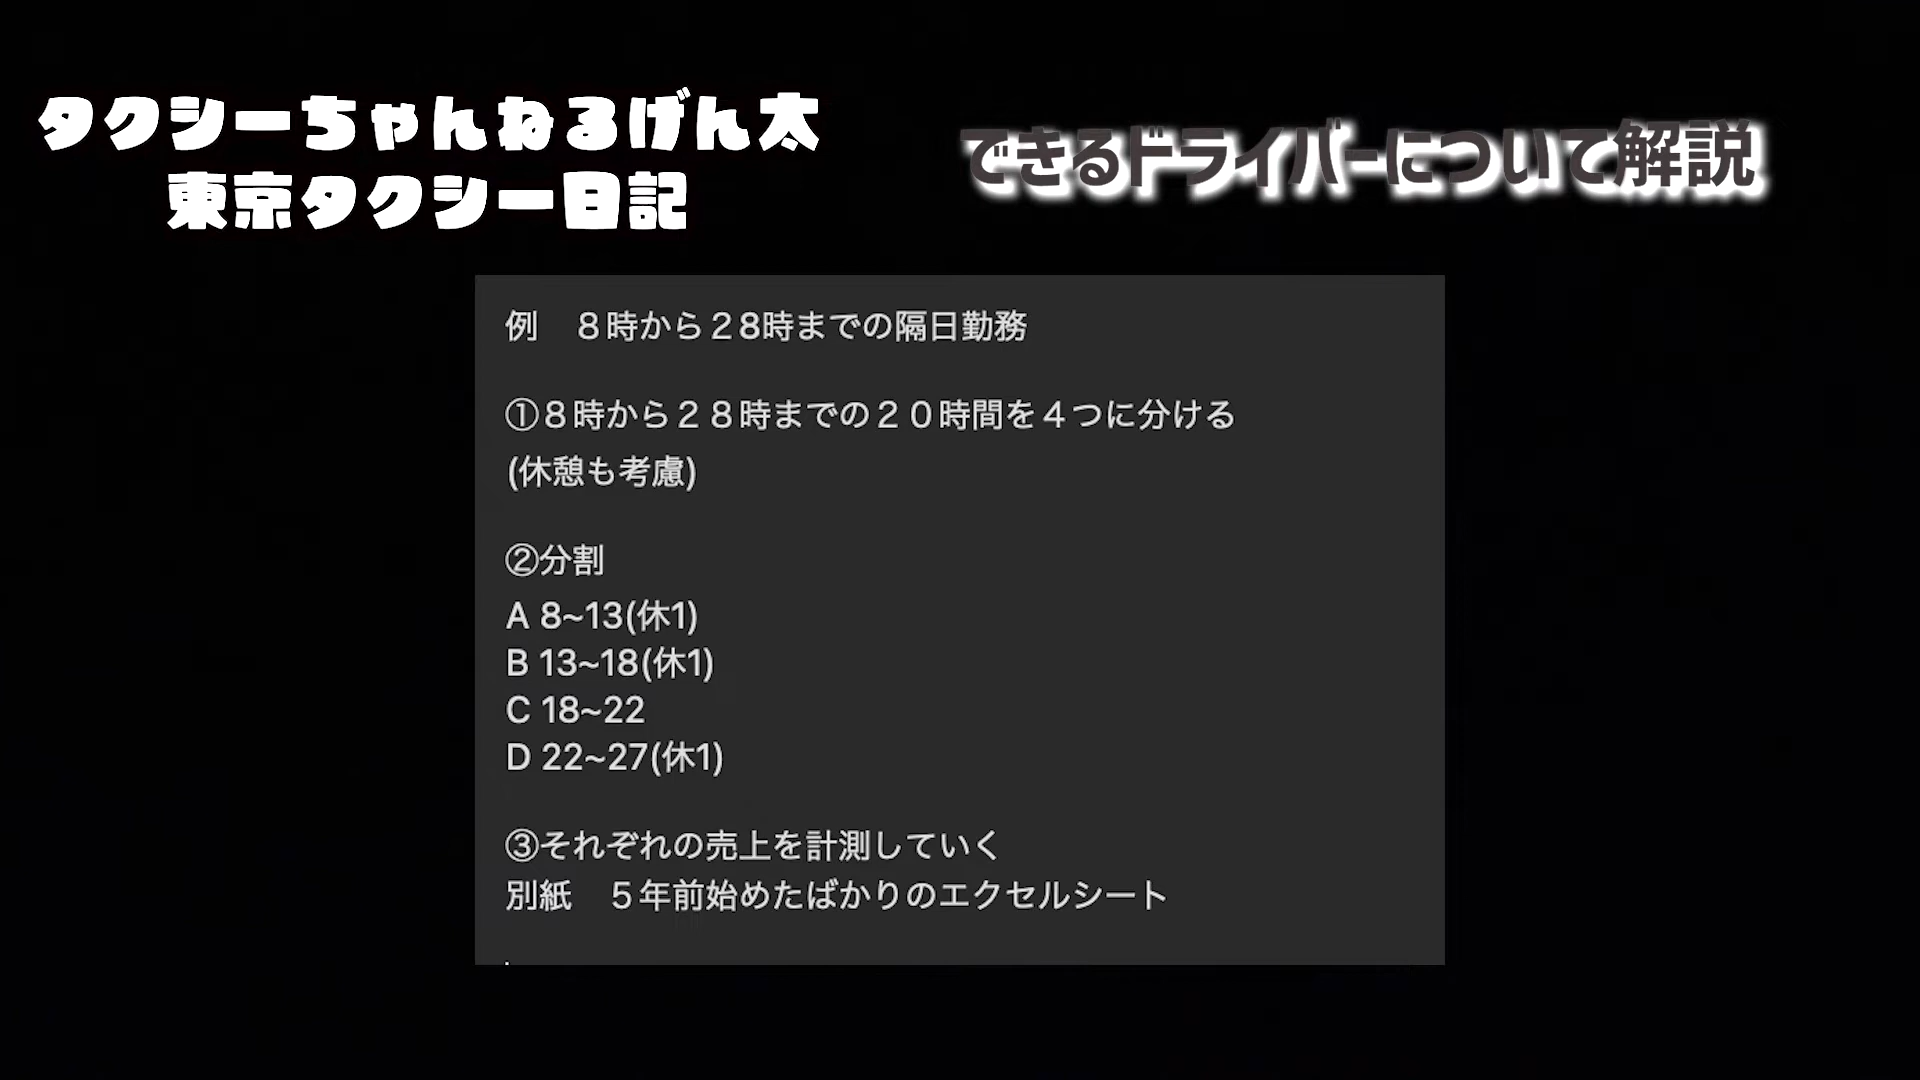 タクシーちゃんねるげん太
東京タクシー日記
できるドライバーについて解説
例　８時から２8時までの隔日勤務
①８時から２８時までの２０時間を４つに分ける
(休憩も考慮)
②分割
A 8~13(休1)
B 13~18(休1)
C 18~22
D 22~27(休1)
③それぞれの売上を計測していく
別紙　５年前始めたばかりのエクセルシート